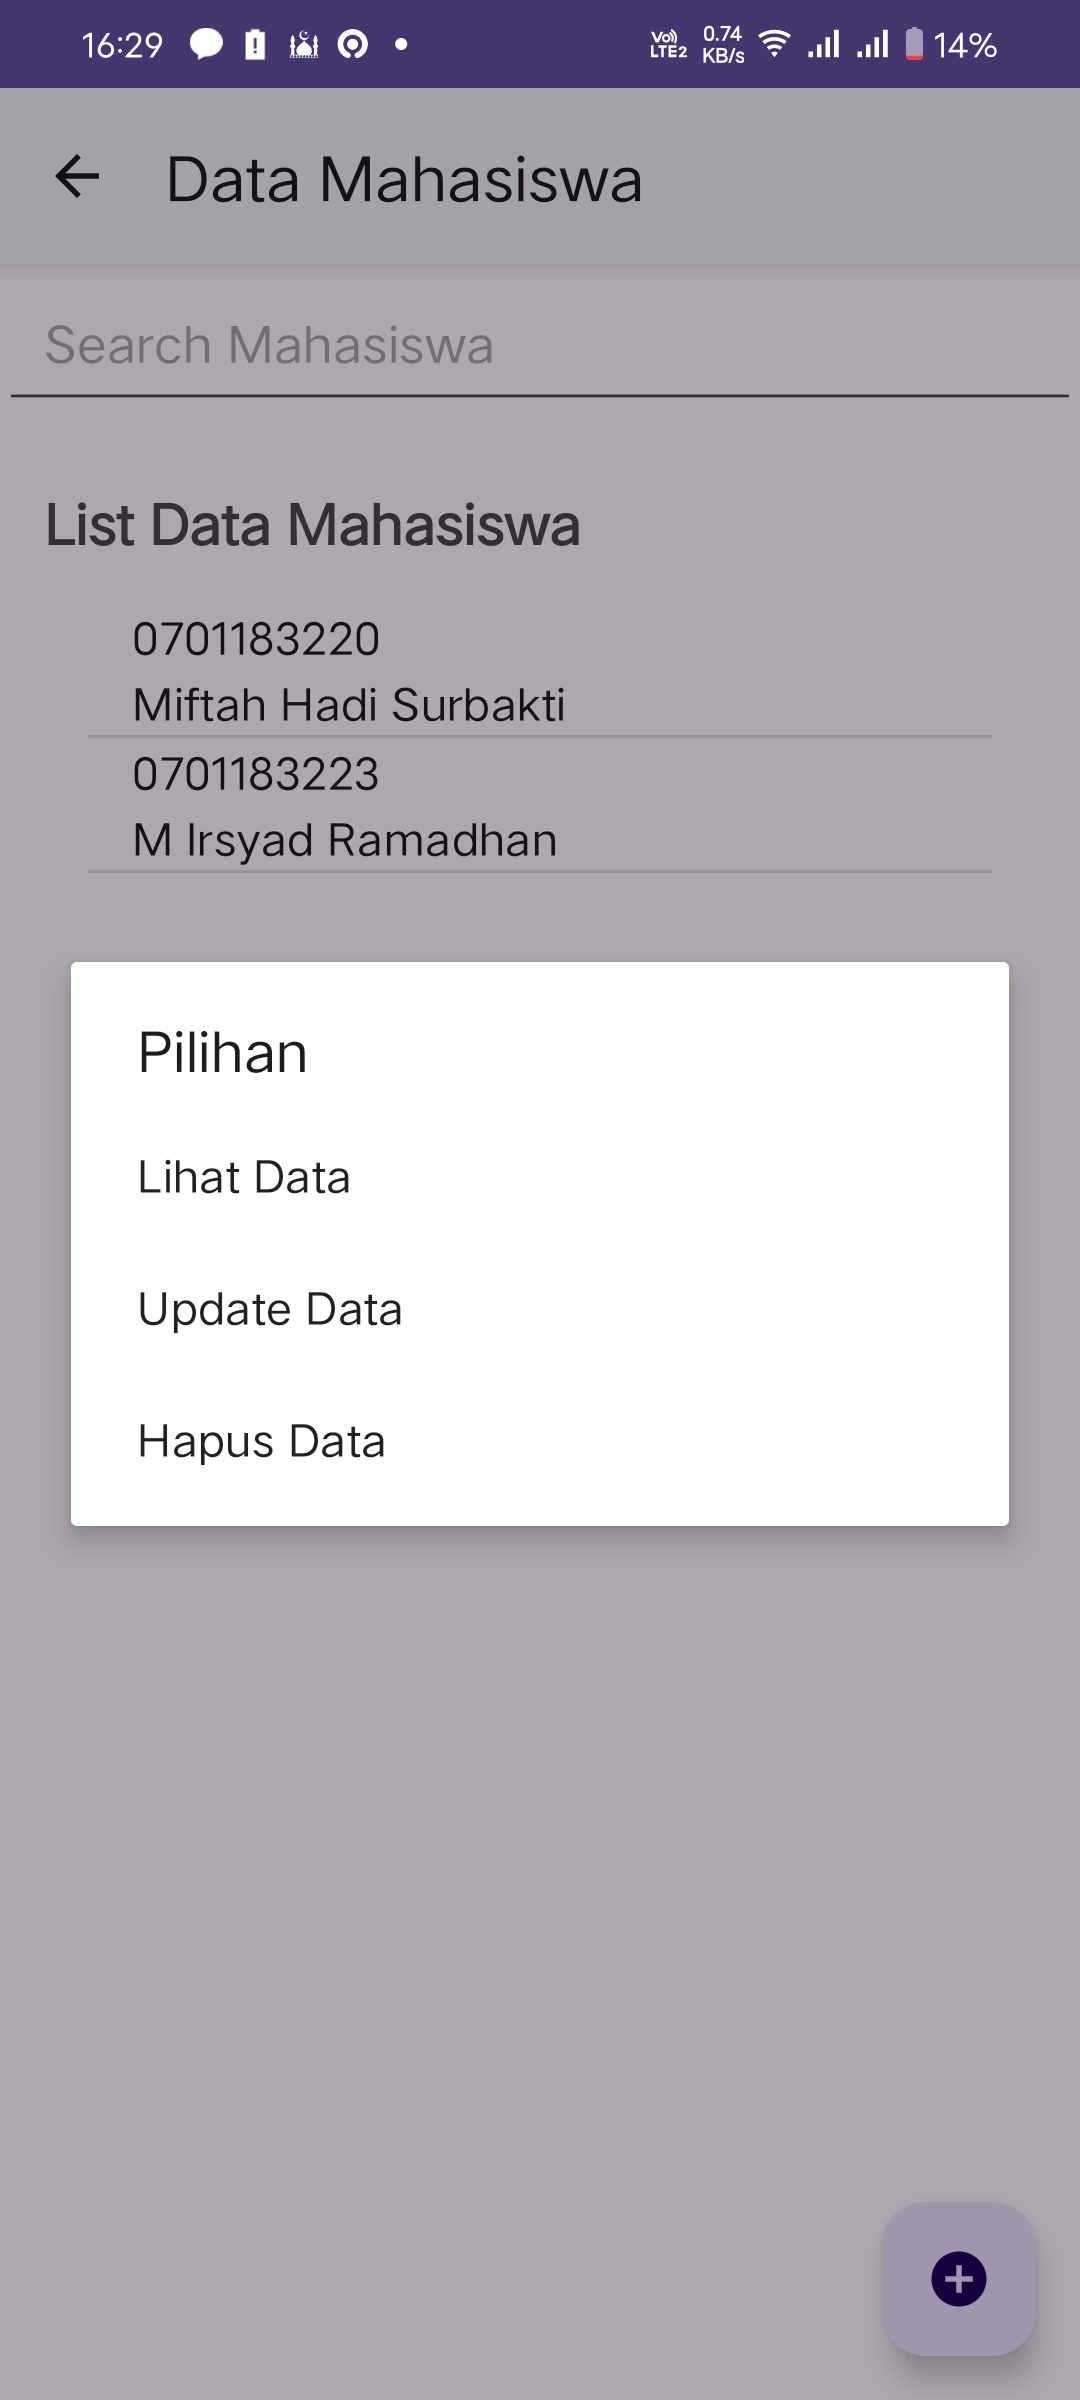 16:29
Vo)) LTE2
0.74 KB/s
14%
Data Mahasiswa
Search Mahasiswa
List Data Mahasiswa
0701183220
Miftah Hadi Surbakti
0701183223
M Irsyad Ramadhan
Pilihan
Lihat Data
Update Data
Hapus Data